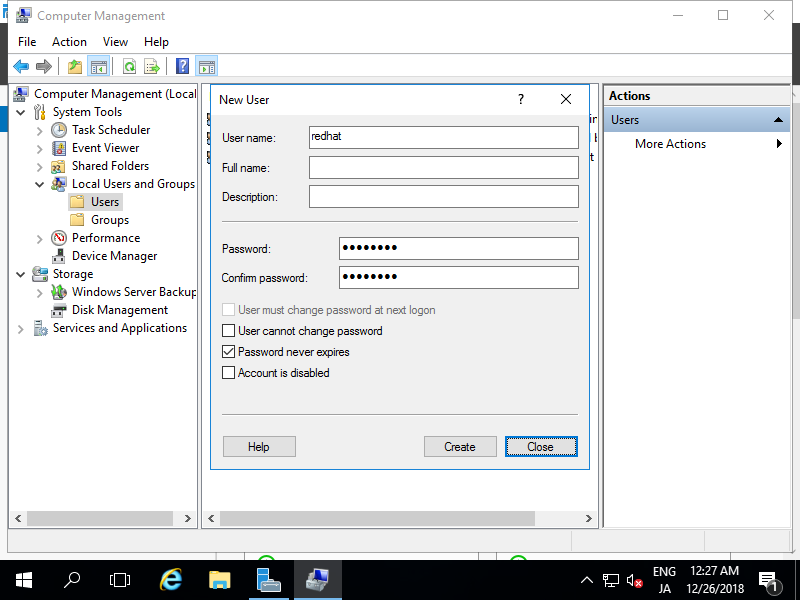 Computer Management
File Action View Help
Computer Management (Local
System Tools
Task Scheduler
Event Viewer
Shared Folders
Local Users and Groups
Users
Groups
Performance
Device Manager
Storage
Windows Server Backup
Disk Management
Services and Applications
New User
?
User name: redhat
Full name:
Description:
Password: ●●●●●●●●
Confirm password: ●●●●●●●●
User must change password at next logon
User cannot change password
Password never expires
Account is disabled
Help Create Close
Actions
Users
More Actions
ENG
JA
12:27 AM
12/26/2018
1